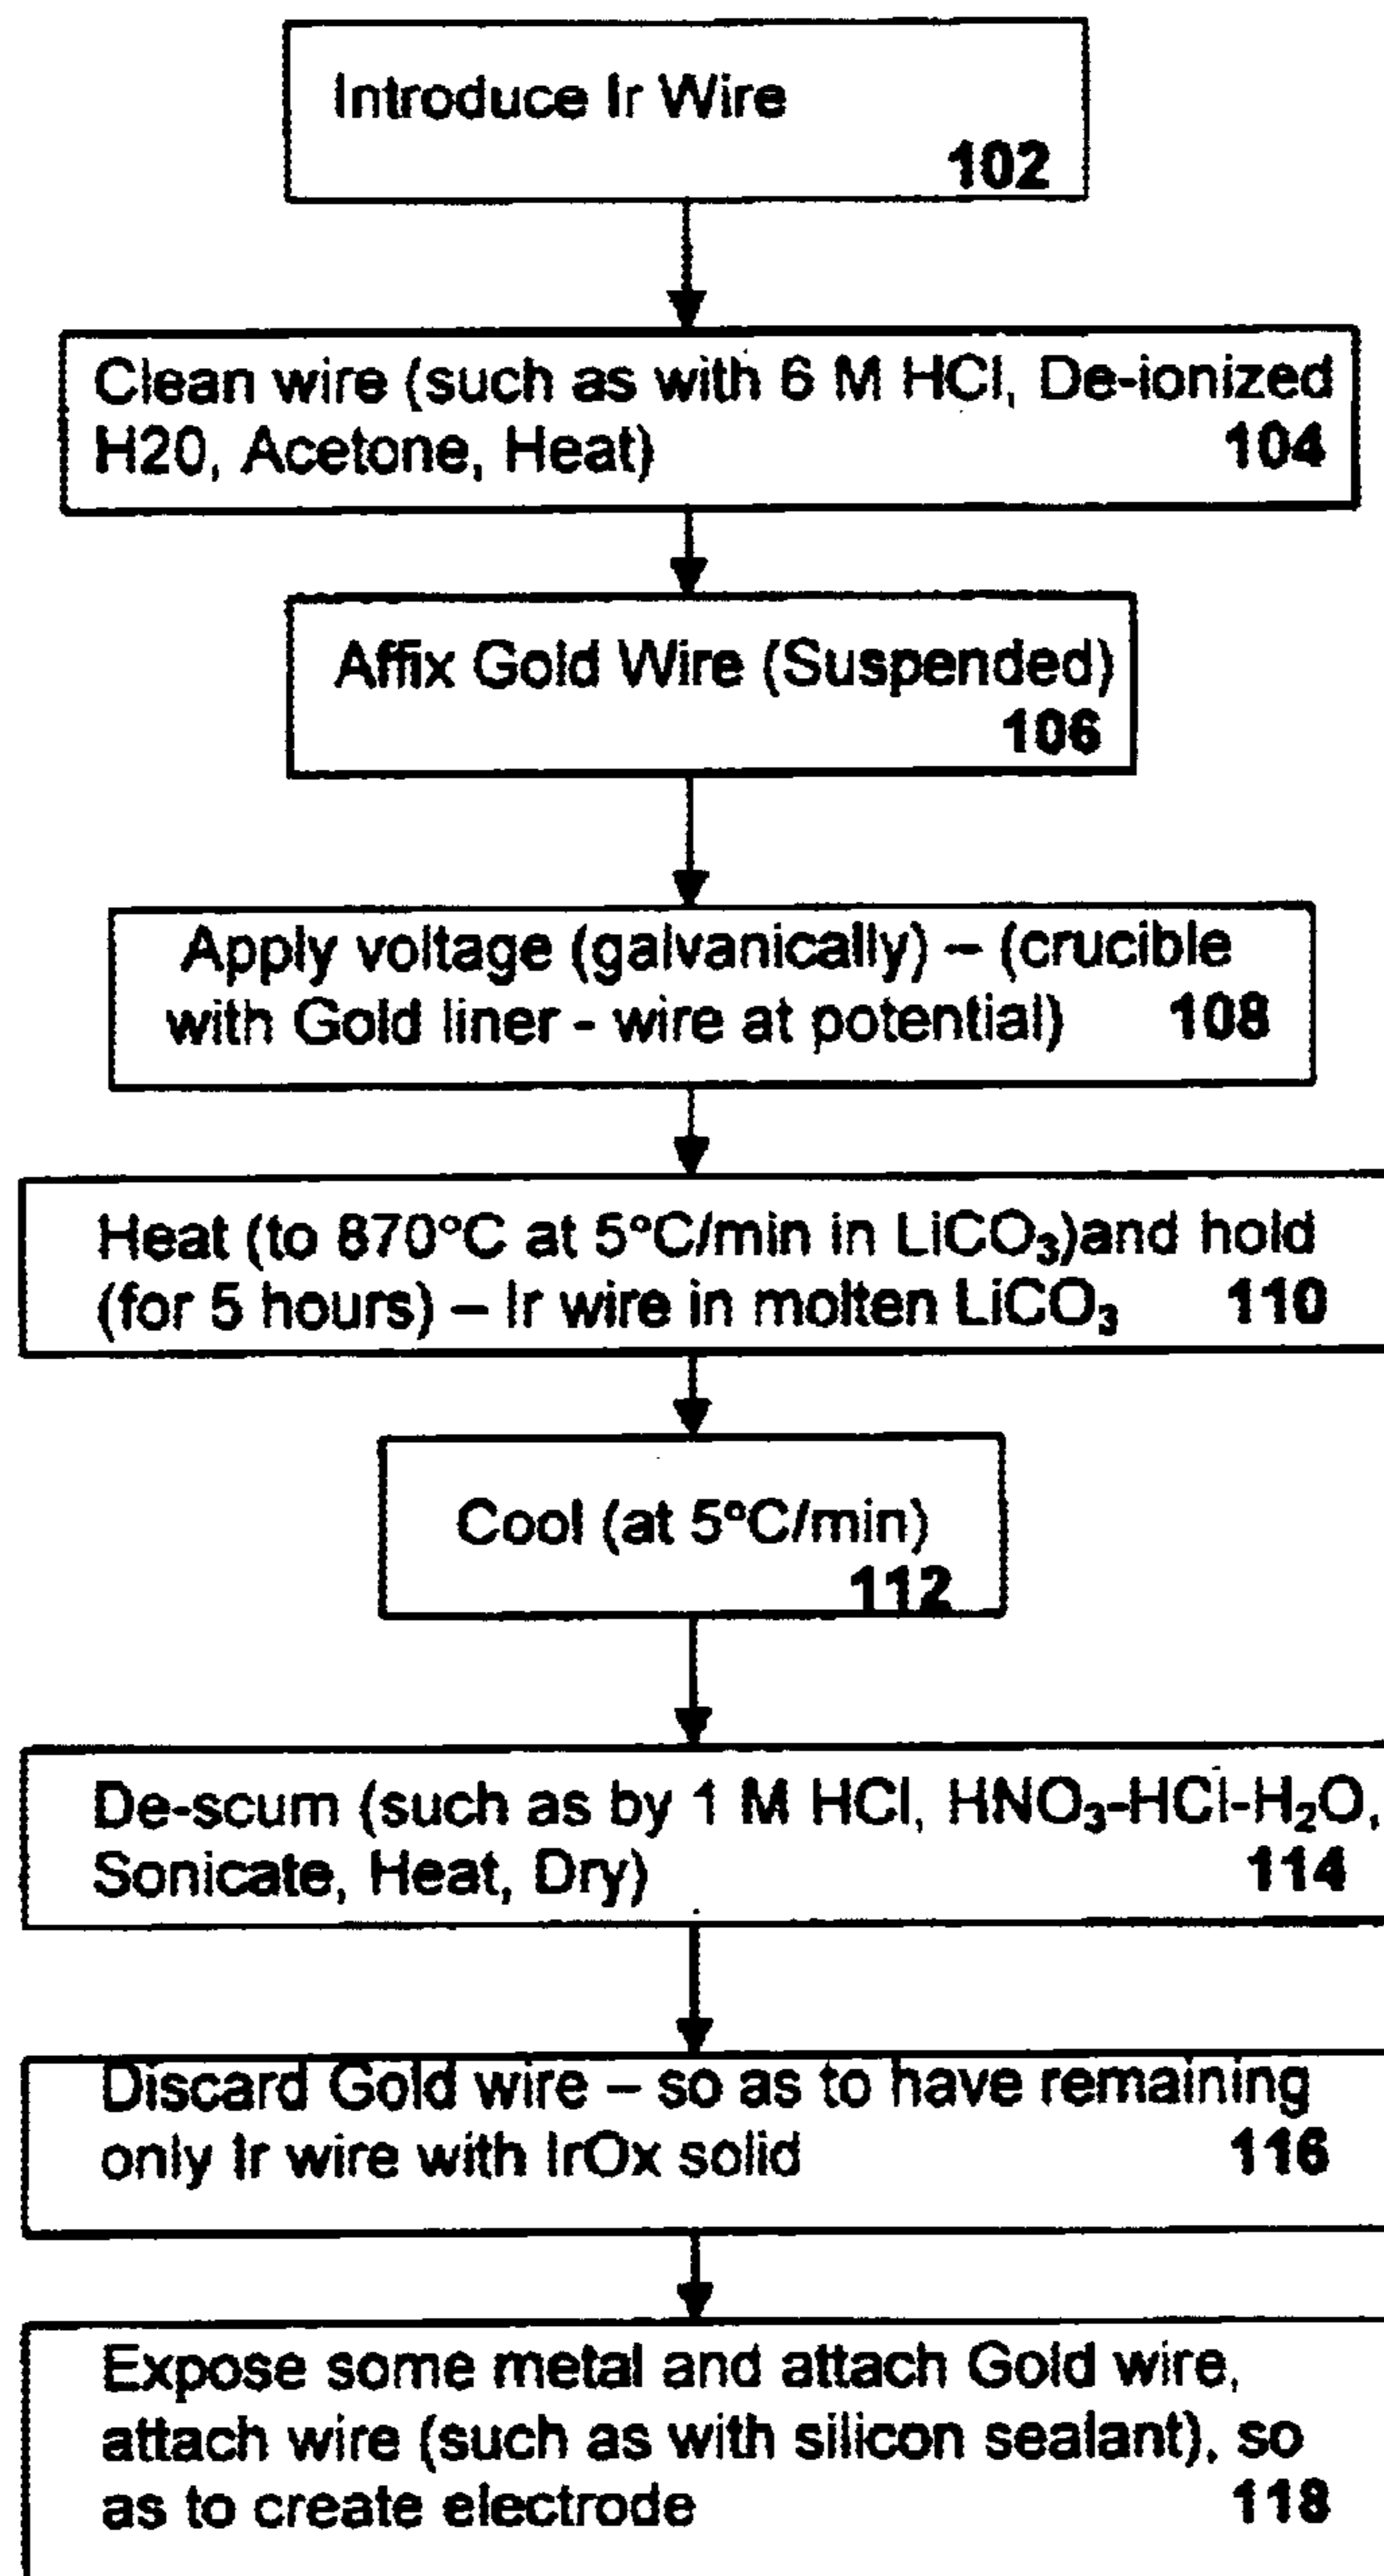 Introduce Ir Wire
102
Clean wire (such as with 6 M HCl, De-ionized
H20, Acetone, Heat) 104
Affix Gold Wire (Suspended)
106
Apply voltage (galvanically) – (crucible
with Gold liner - wire at potential) 108
Heat (to 870°C at 5°C/min in LiCO₃)and hold
(for 5 hours) – Ir wire in molten LiCO₃ 110
Cool (at 5°C/min)
112
De-scum (such as by 1 M HCl, HNO₃-HCl-H₂O,
Sonicate, Heat, Dry) 114
Discard Gold wire – so as to have remaining
only Ir wire with IrOx solid 116
Expose some metal and attach Gold wire,
attach wire (such as with silicon sealant), so
as to create electrode 118